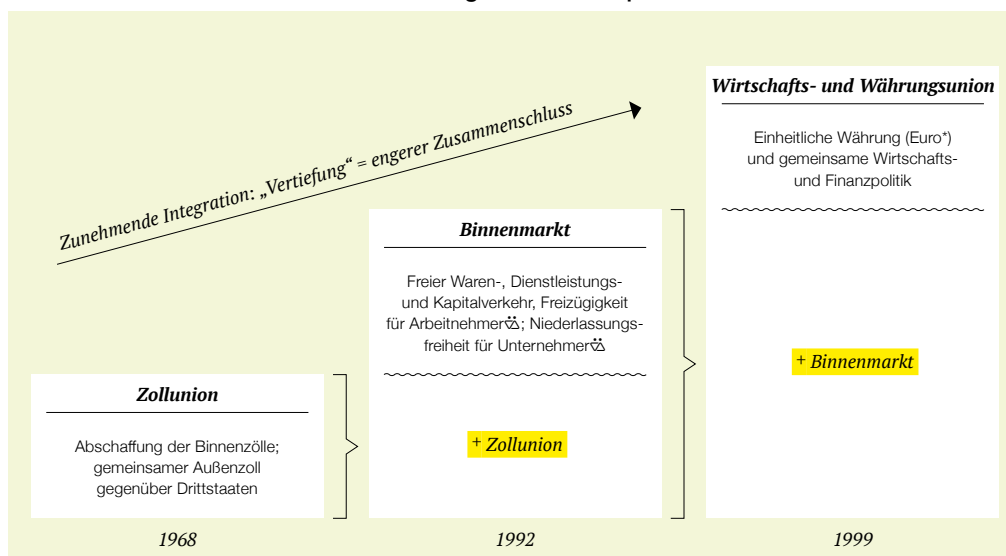 Wirtschafts- und Währungsunion
Einheitliche Währung (Euro*)
und gemeinsame Wirtschafts-
und Finanzpolitik
Zunehmende Integration: „Vertiefung“ = engerer Zusammenschluss
Binnenmarkt
Freier Waren-, Dienstleistungs-
und Kapitalverkehr, Freizügigkeit
für Arbeitnehmer; Niederlassungs-
freiheit für Unternehmer
+ Binnenmarkt
Zollunion
Abschaffung der Binnenzölle;
gemeinsamer Außenzoll
gegenüber Drittstaaten
+ Zollunion
1968
1992
1999